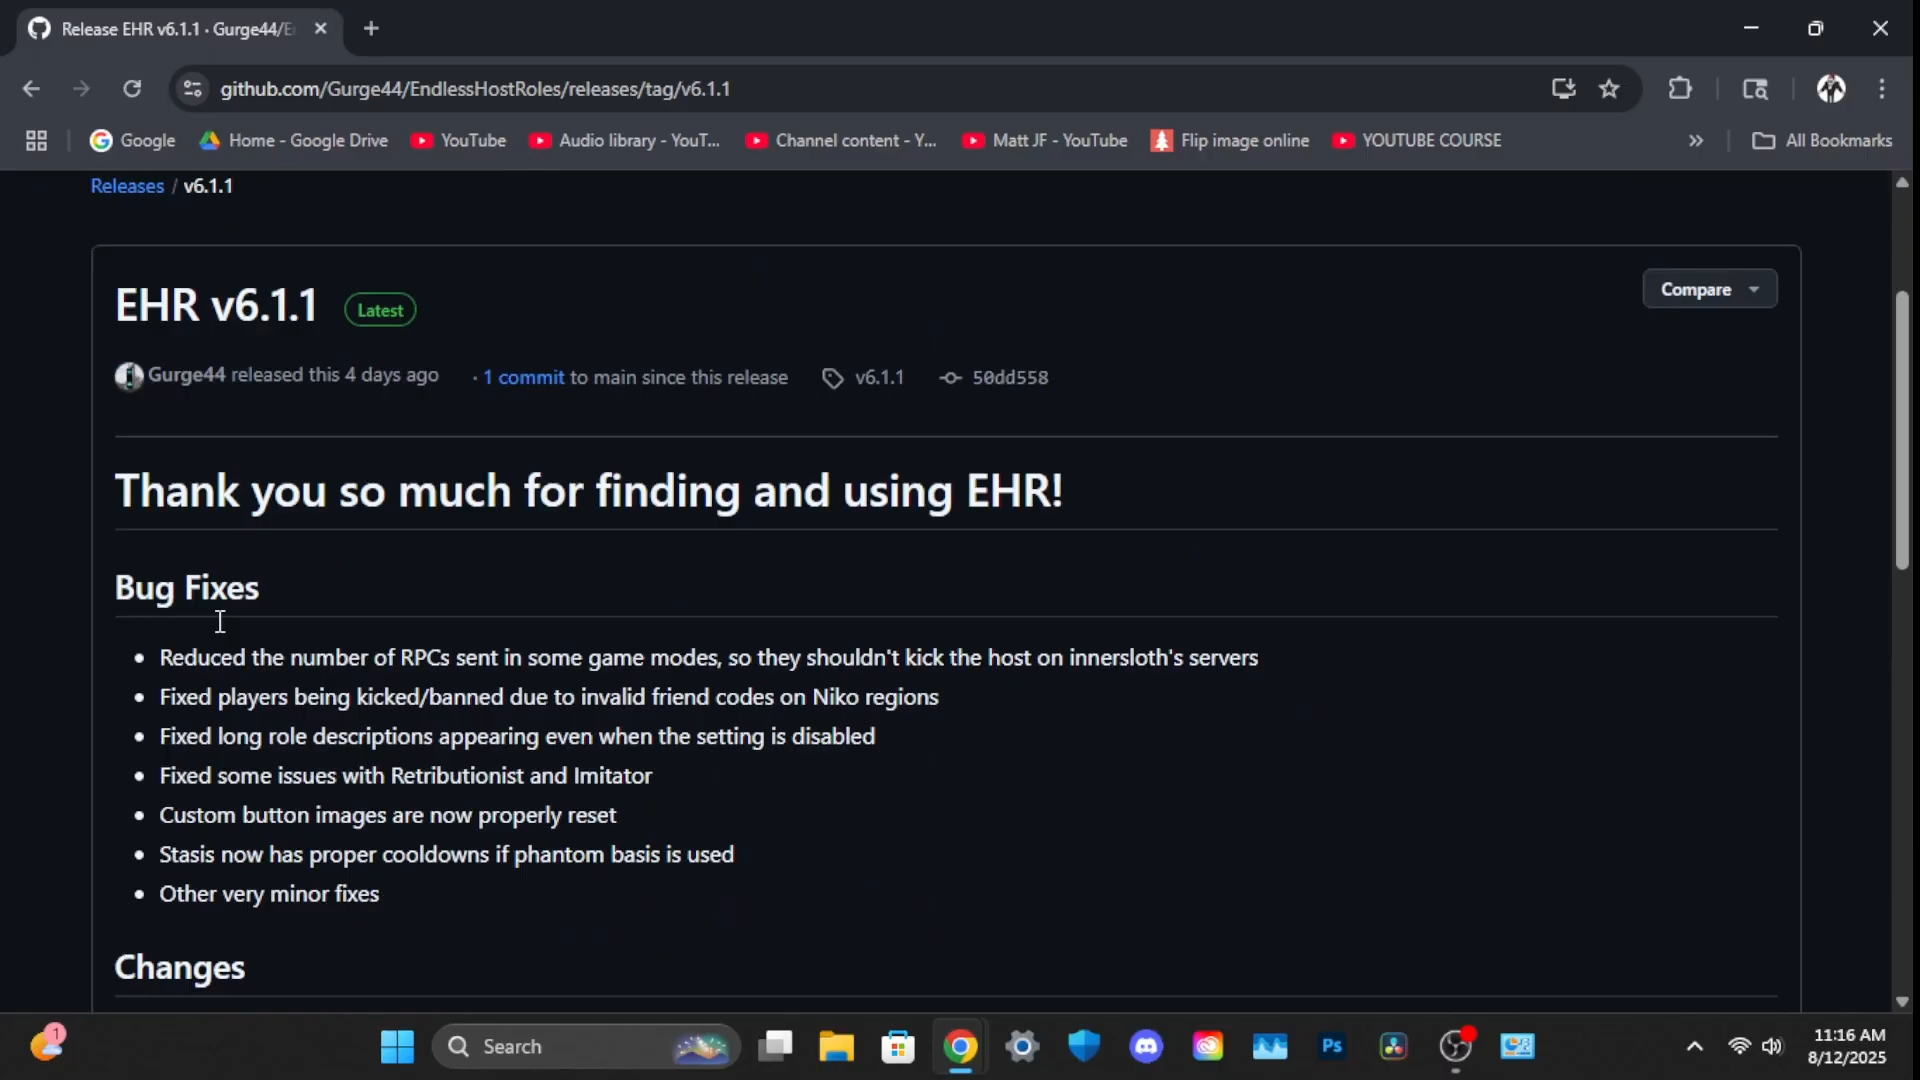 Release EHR v6.1.1 · Gurge44/E
github.com/Gurge44/EndlessHostRoles/releases/tag/v6.1.1
Google
Home - Google Drive
YouTube
Audio library - YouT...
Channel content - Y...
Matt JF - YouTube
Flip image online
YOUTUBE COURSE
»
All Bookmarks
Releases / v6.1.1
EHR v6.1.1 Latest
Compare
Gurge44 released this 4 days ago · 1 commit to main since this release v6.1.1 50dd558
Thank you so much for finding and using EHR!
Bug Fixes
• Reduced the number of RPCs sent in some game modes, so they shouldn't kick the host on innersloth's servers
• Fixed players being kicked/banned due to invalid friend codes on Niko regions
• Fixed long role descriptions appearing even when the setting is disabled
• Fixed some issues with Retributionist and Imitator
• Custom button images are now properly reset
• Stasis now has proper cooldowns if phantom basis is used
• Other very minor fixes
Changes
1
Search
Ps
11:16 AM
8/12/2025